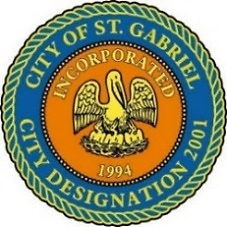 CITY OF ST. GABRIEL
INCORPORATED
1994
CITY DESIGNATION 2001